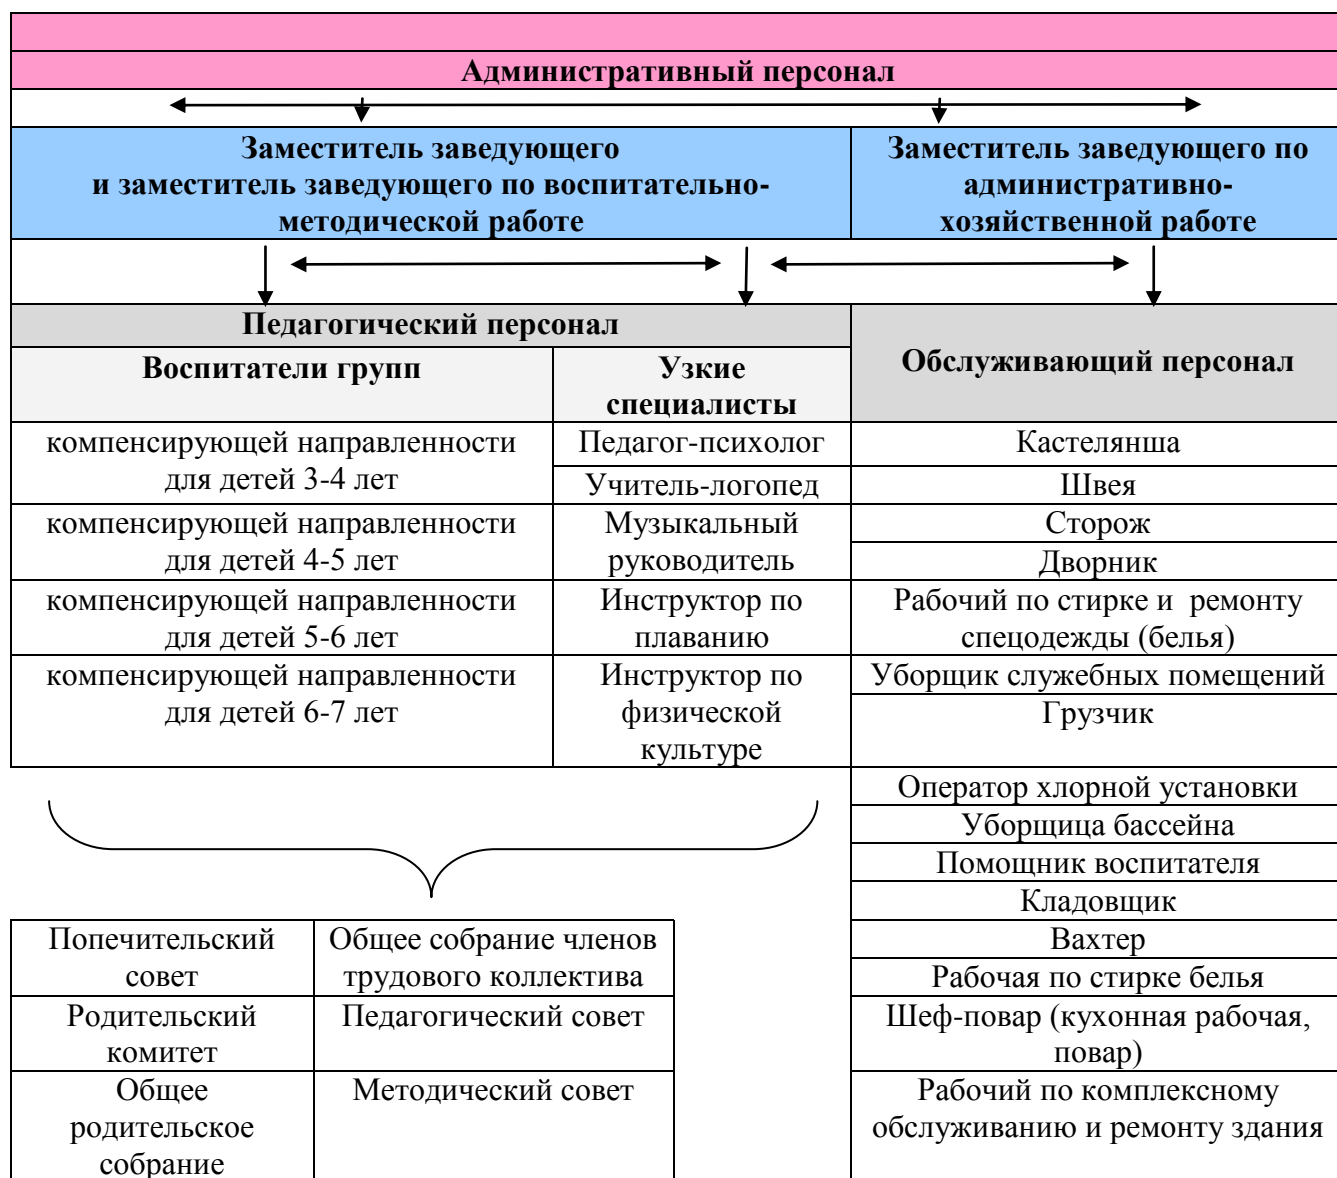 Административный персонал
Заместитель заведующего
и заместитель заведующего по воспитательно-
методической работе
Заместитель заведующего по
административно-
хозяйственной работе
Педагогический персонал
Обслуживающий персонал
Воспитатели групп
Узкие
специалисты
компенсирующей направленности
для детей 3-4 лет
Педагог-психолог
Учитель-логопед
Кастелянша
Швея
компенсирующей направленности
для детей 4-5 лет
Музыкальный
руководитель
Сторож
Дворник
компенсирующей направленности
для детей 5-6 лет
Инструктор по
плаванию
Рабочий по стирке и  ремонту
спецодежды (белья)
компенсирующей направленности
для детей 6-7 лет
Инструктор по
физической
культуре
Уборщик служебных помещений
Грузчик
Оператор хлорной установки
Уборщица бассейна
Помощник воспитателя
Кладовщик
Вахтер
Рабочая по стирке белья
Шеф-повар (кухонная рабочая,
повар)
Рабочий по комплексному
обслуживанию и ремонту здания
Попечительский
совет
Общее собрание членов
трудового коллектива
Родительский
комитет
Педагогический совет
Общее
родительское
собрание
Методический совет